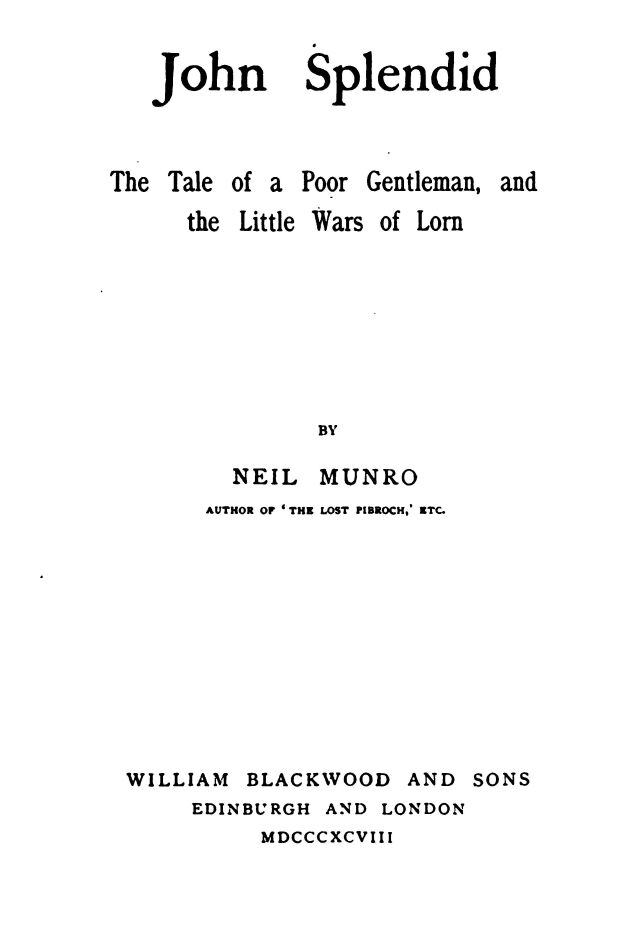 John Splendid
The Tale of a Poor Gentleman, and
the Little Wars of Lorn
BY
NEIL MUNRO
AUTHOR OF 'THE LOST PIBROCH,' ETC.
WILLIAM BLACKWOOD AND SONS
EDINBURGH AND LONDON
MDCCCXCVIII